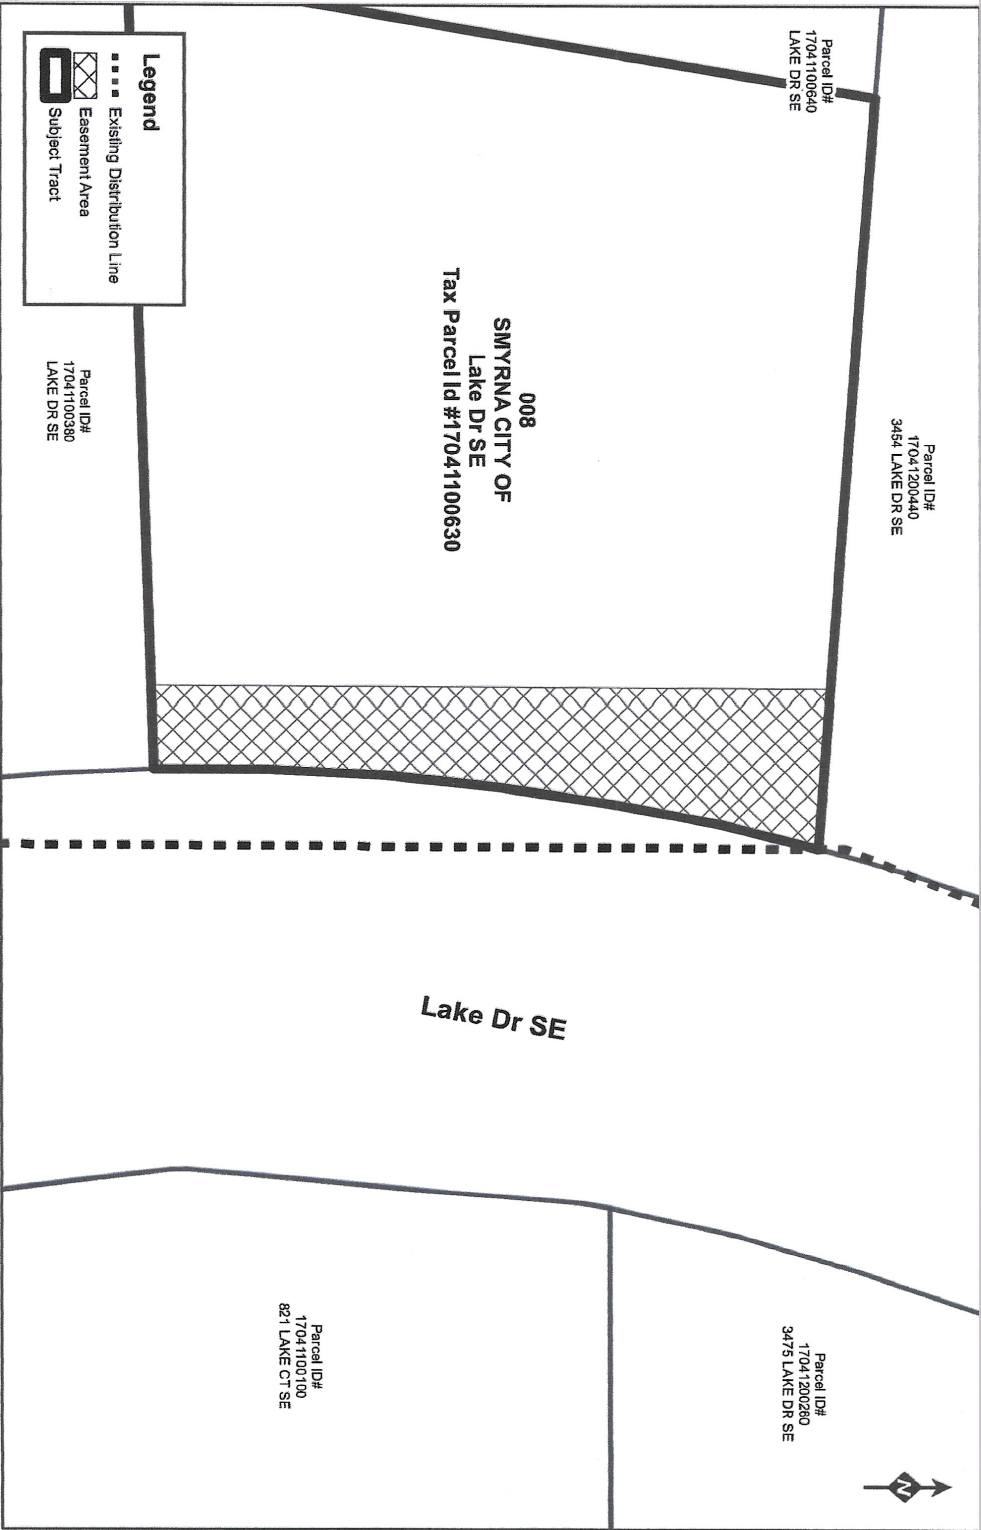 Parcel ID#
17041100640
LAKE DR SE
Parcel ID#
17041200440
3454 LAKE DR SE
008
SMYRNA CITY OF
Lake Dr SE
Tax Parcel Id #17041100630
Legend
Existing Distribution Line
Easement Area
Subject Tract
Parcel ID#
17041100380
LAKE DR SE
Lake Dr SE
Parcel ID#
17041200260
3475 LAKE DR SE
Parcel ID#
17041100100
821 LAKE CT SE
N